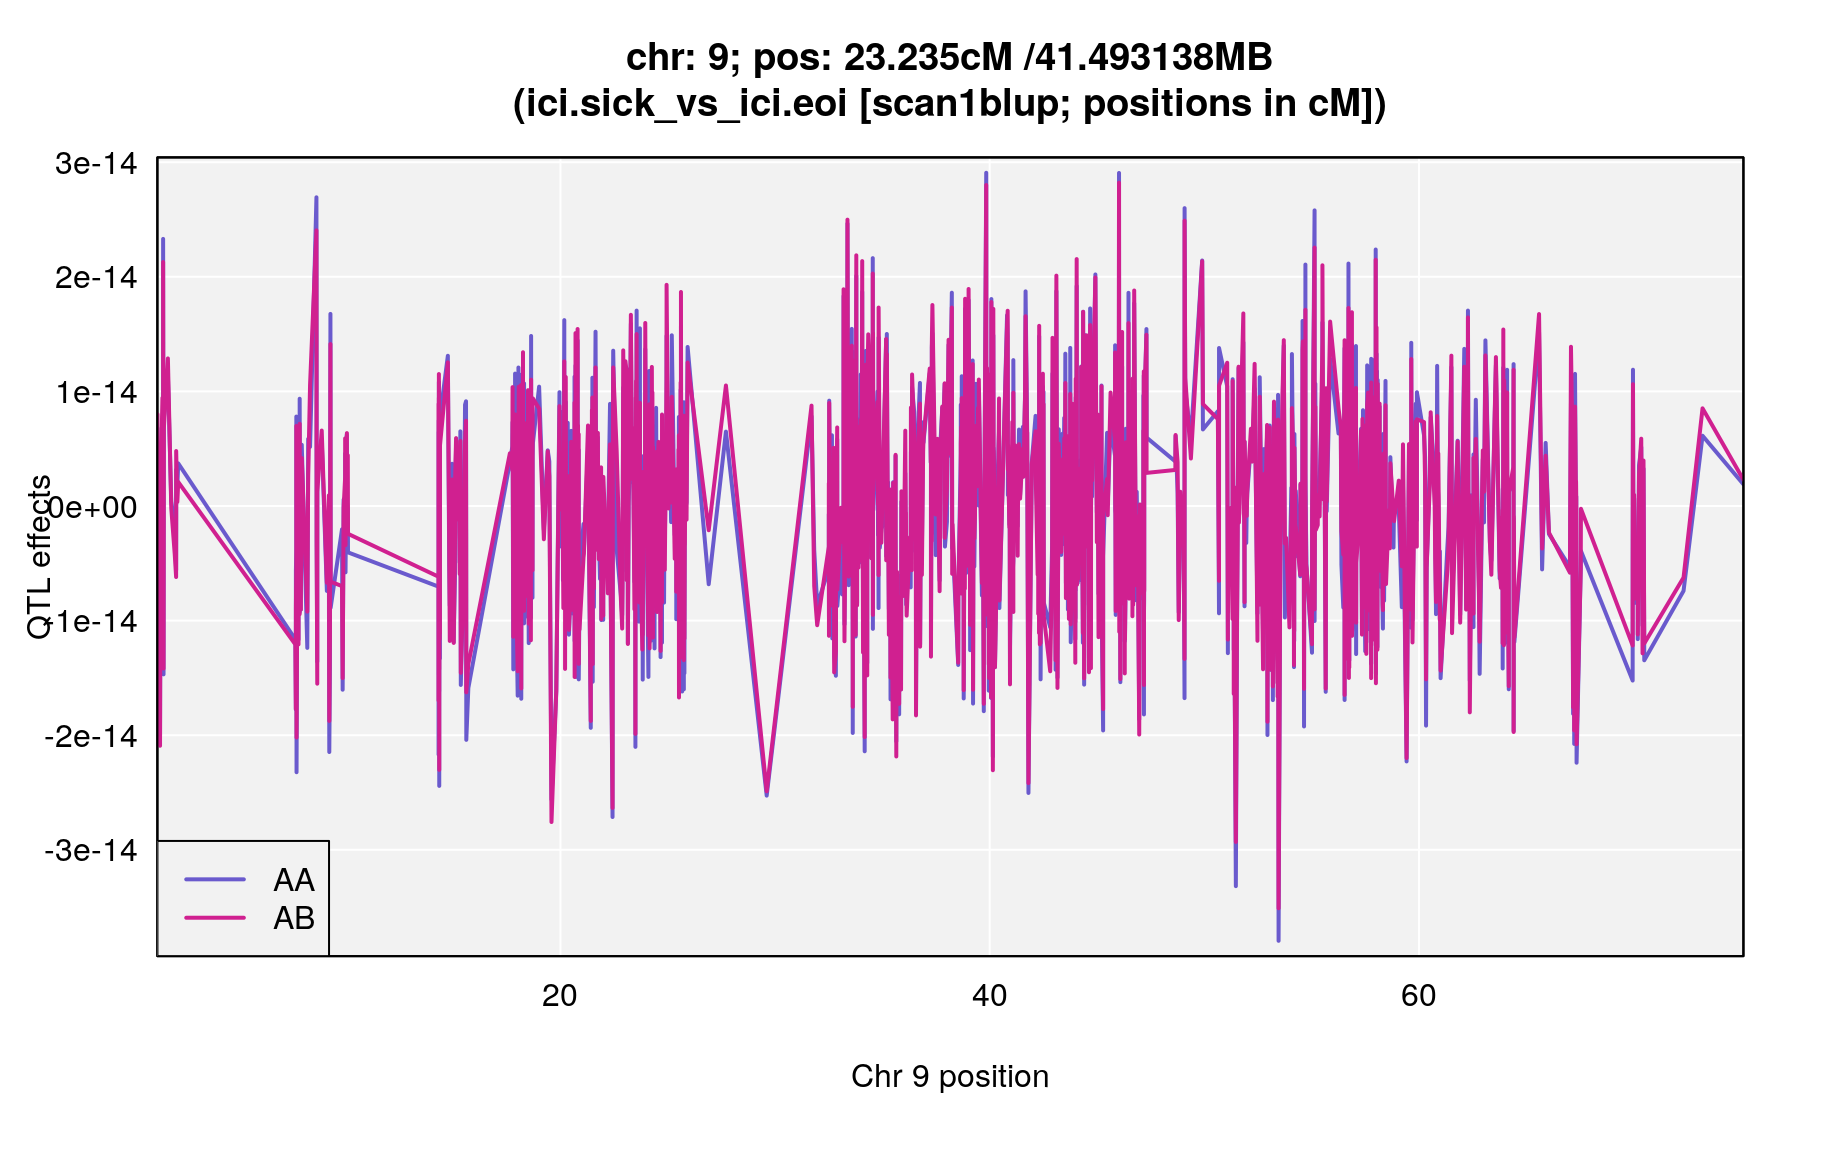 chr: 9; pos: 23.235cM /41.493138MB
(ici.sick_vs_ici.eoi [scan1blup; positions in cM])
3e-14
2e-14
1e-14
0e+00
-1e-14
-2e-14
-3e-14
QTL effects
AA
AB
20
40
60
Chr 9 position